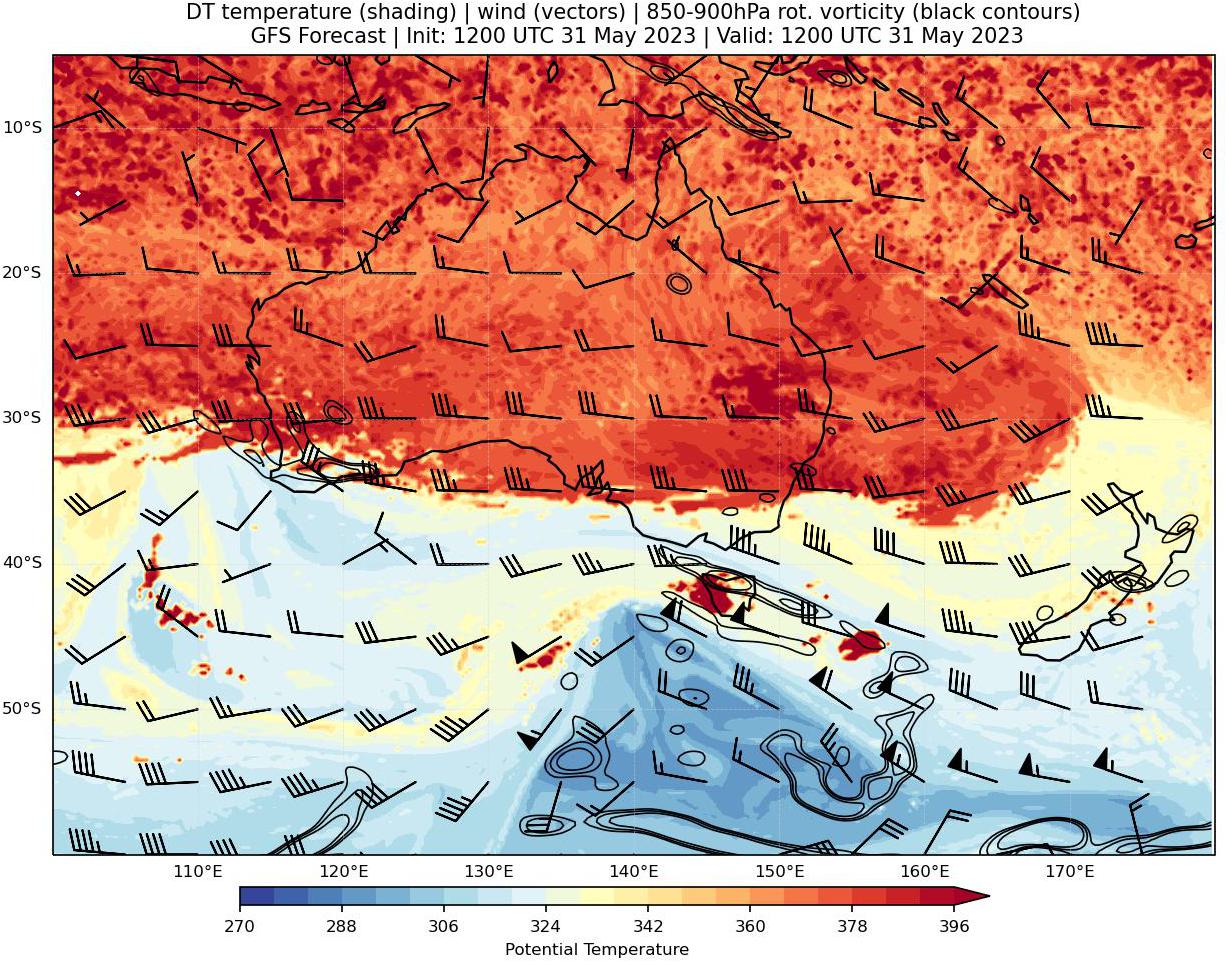 DT temperature (shading) | wind (vectors) | 850-900hPa rot. vorticity (black contours)
GFS Forecast | Init: 1200 UTC 31 May 2023 | Valid: 1200 UTC 31 May 2023
10°S
20°S
30°S
40°S
50°S
110°E 120°E 130°E 140°E 150°E 160°E 170°E
270 288 306 324 342 360 378 396
Potential Temperature